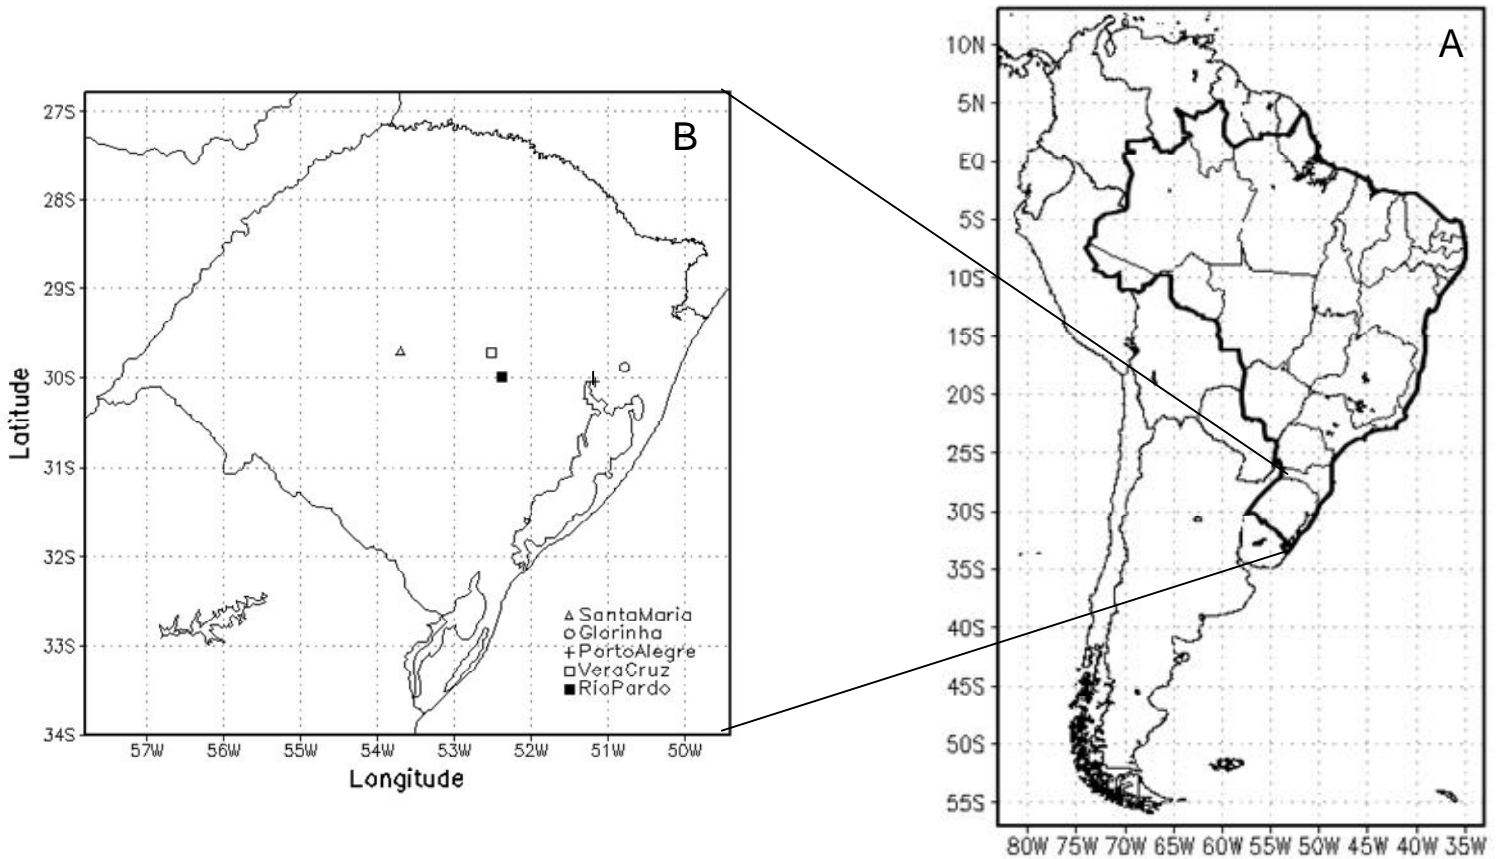 A
B
10N
5N
EQ
5S
10S
15S
20S
25S
30S
35S
40S
45S
50S
55S
80W 75W 70W 65W 60W 55W 50W 45W 40W 35W
27S
28S
29S
30S
31S
32S
33S
34S
Latitude
SantaMaria
Glorinha
PortoAlegre
VeraCruz
RioPardo
57W 56W 55W 54W 53W 52W 51W 50W
Longitude